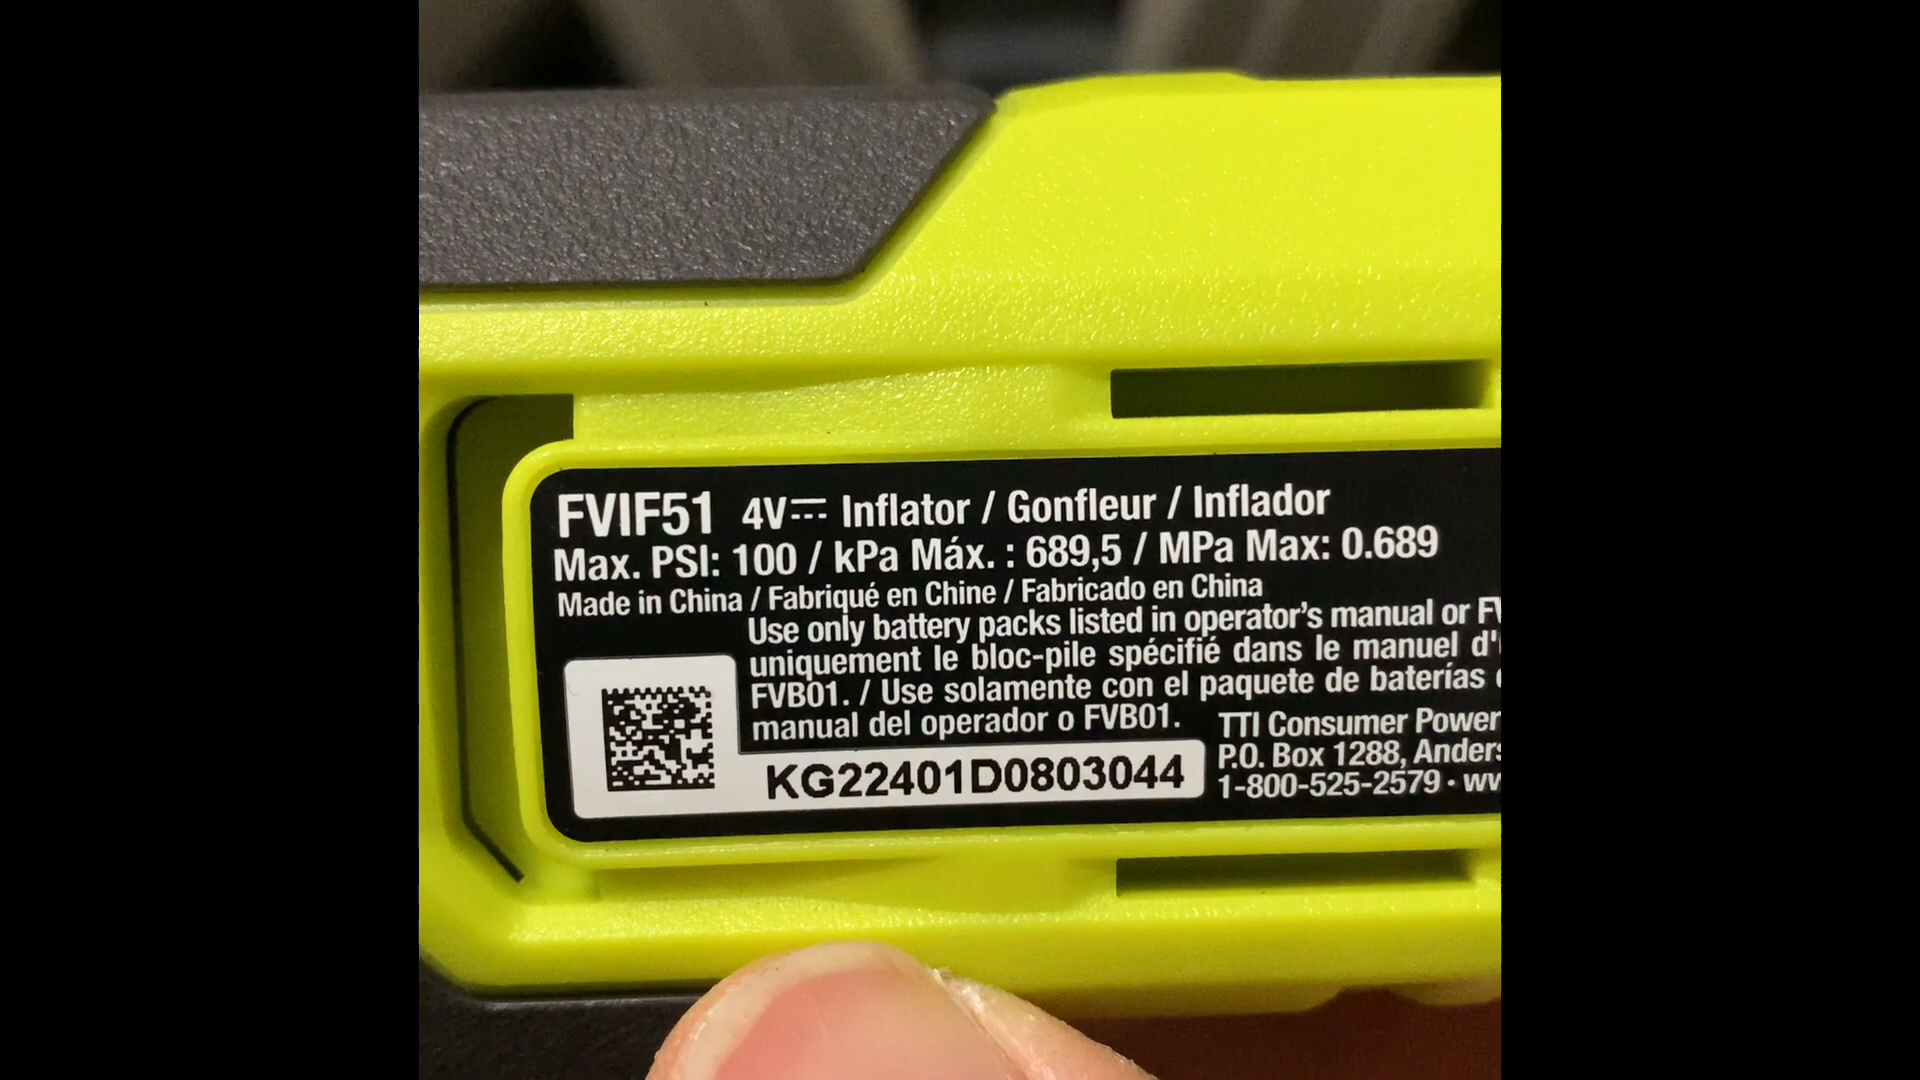 FVIF51 4V⎓ Inflator / Gonfleur / Inflador
Max. PSI: 100 / kPa Máx. : 689,5 / MPa Max: 0.689
Made in China / Fabriqué en Chine / Fabricado en China
Use only battery packs listed in operator's manual or
uniquement le bloc-pile spécifié dans le manuel
FVB01. / Use solamente con el paquete de baterías
manual del operador o FVB01.
TTI Consumer Power
P.O. Box 1288,
1-800-525-2579 ·
KG22401D0803044